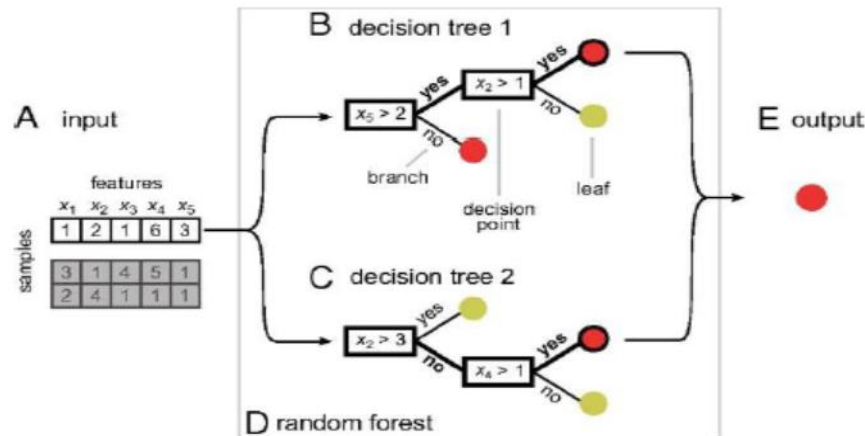 A input
features
x1 x2 x3 x4 x5
1 2 1 6 3
samples
3 1 4 5 1
2 4 1 1 1
B decision tree 1
x5 > 2
yes
no
x2 > 1
yes
no
branch
decision
point
leaf
C decision tree 2
x2 > 3
yes
no
x4 > 1
yes
no
D random forest
E output